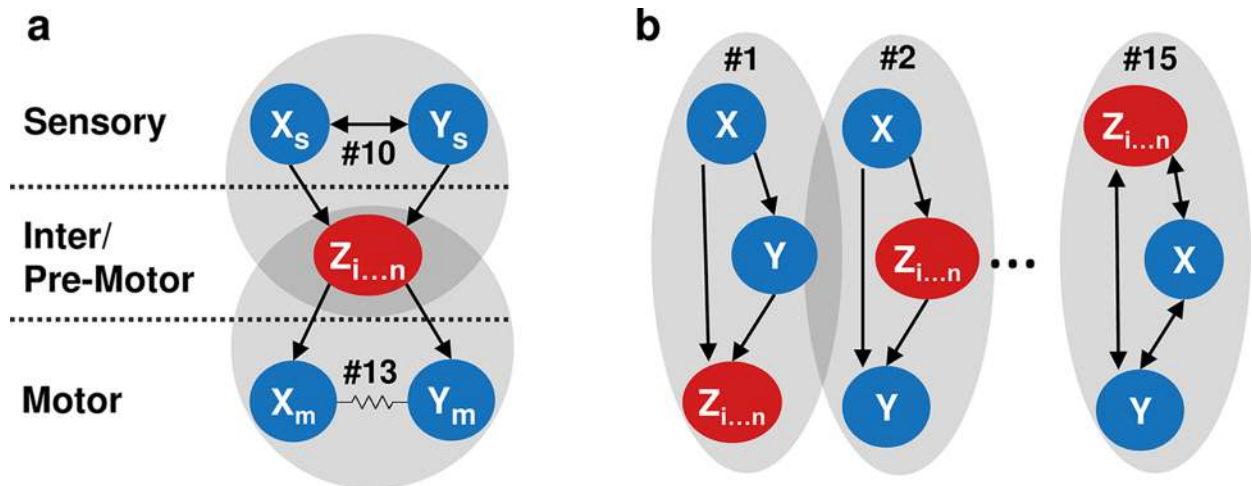 a
Sensory
Xs Ys
#10
Inter/
Pre-Motor
Zi...n
Motor
#13
Xm Ym
b
#1 #2 #15
X X Zi...n
Y Zi...n ... X
Zi...n Y Y